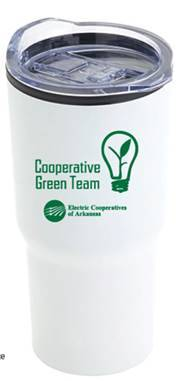 Cooperative
Green Team
Electric Cooperatives
of Arkansas